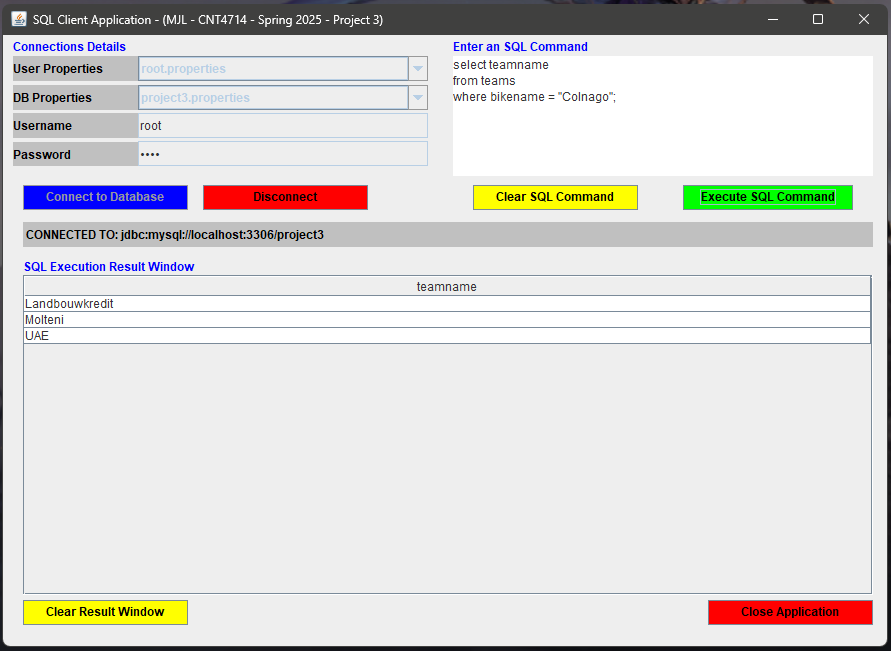 SQL Client Application - (MJL - CNT4714 - Spring 2025 - Project 3)
Connections Details
User Properties root.properties
DB Properties project3.properties
Username root
Password ••••
Connect to Database Disconnect
Enter an SQL Command
select teamname
from teams
where bikename = "Colnago";
Clear SQL Command Execute SQL Command
CONNECTED TO: jdbc:mysql://localhost:3306/project3
SQL Execution Result Window
teamname
Landbouwkredit
Molteni
UAE
Clear Result Window Close Application